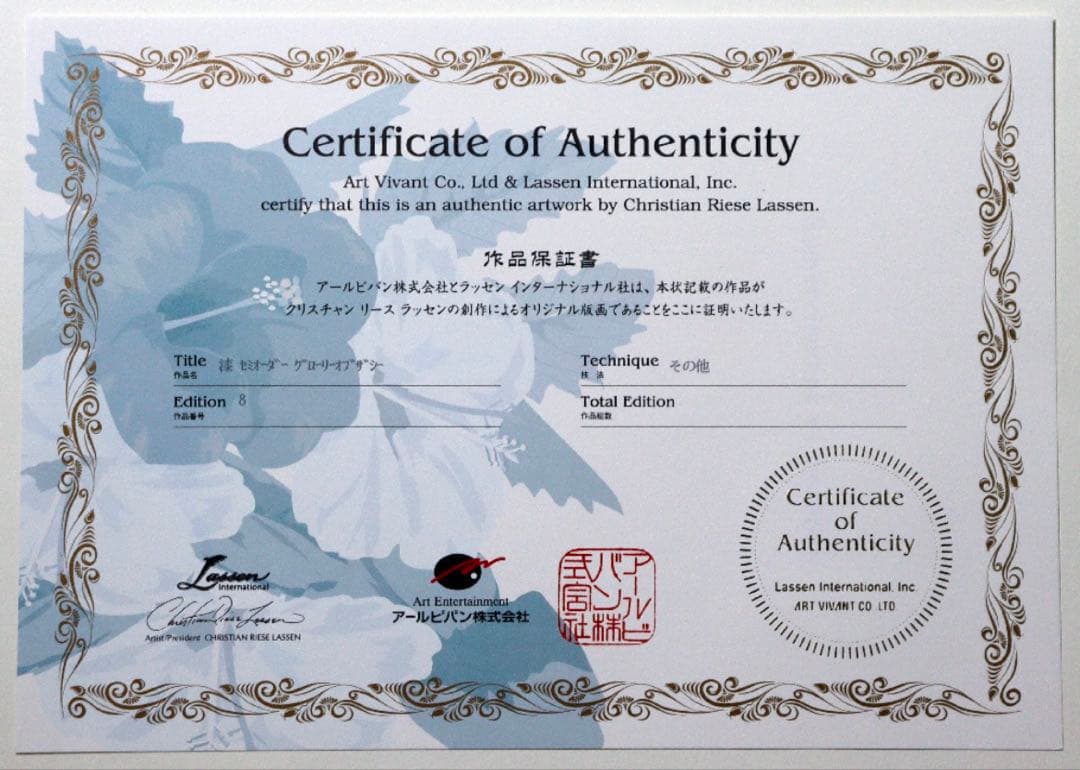 Certificate of Authenticity
Art Vivant Co., Ltd & Lassen International, Inc.
certify that this is an authentic artwork by Christian Riese Lassen.
作品保証書
アールビバン株式会社とラッセン インターナショナル社は、本状記載の作品が
クリスチャン リース ラッセンの創作によるオリジナル版画であることをここに証明いたします。
Title 漆 ｾﾐｵｰﾀﾞｰ ｸﾞﾛｰﾘｰｵﾌﾞｻﾞｼｰ
作品名
Technique その他
技 法
Edition 8
作品番号
Total Edition
作品総数
Certificate
of
Authenticity
Lassen International, Inc.
ART VIVANT CO. LTD.
Lassen
International
Christian Riese Lassen
Artist/President CHRISTIAN RIESE LASSEN
Art Entertainment
アールビバン株式会社
アールビ
バン株
式会社